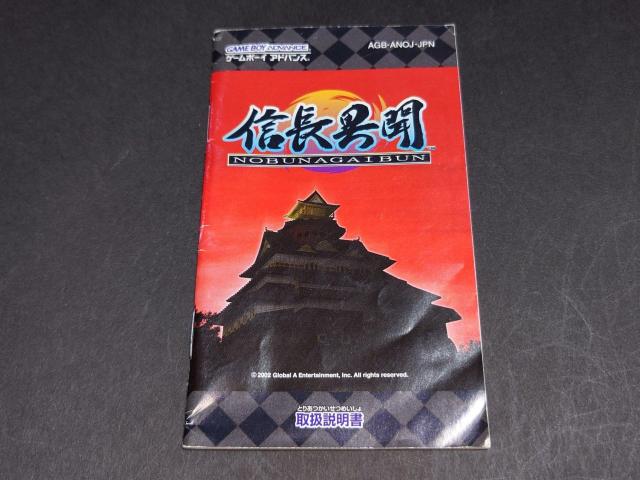 GAME BOY ADVANCE
ゲームボーイ アドバンス
AGB-ANOJ-JPN
信長異聞
NOBUNAGAIBUN
© 2002 Global A Entertainment, Inc. All rights reserved.
とりあつかいせつめいしょ
取扱説明書